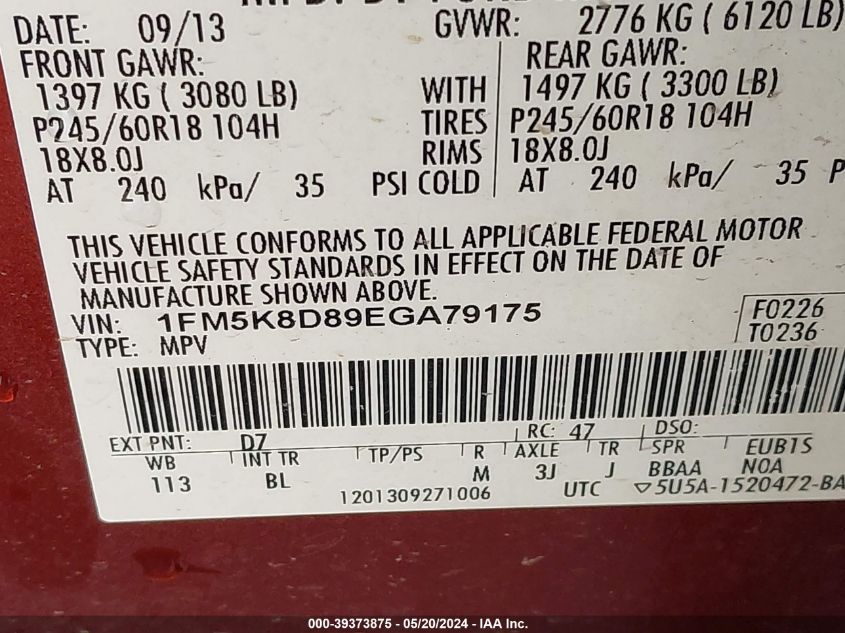 DATE: 09/13 GVWR: 2776 KG ( 6120 LB)
FRONT GAWR: REAR GAWR:
1397 KG ( 3080 LB) WITH 1497 KG ( 3300 LB)
P245/60R18 104H TIRES P245/60R18 104H
18X8.0J RIMS 18X8.0J
AT 240 kPa/ 35 PSI COLD AT 240 kPa/ 35 P
THIS VEHICLE CONFORMS TO ALL APPLICABLE FEDERAL MOTOR
VEHICLE SAFETY STANDARDS IN EFFECT ON THE DATE OF
MANUFACTURE SHOWN ABOVE.
VIN: 1FM5K8D89EGA79175 F0226
TYPE: MPV T0236
EXT PNT: D7 RC: 47 DSO:
WB INT TR TP/PS R AXLE TR SPR EUB1S
113 BL M 3J J BBAA NOA
1201309271006 UTC ▽5U5A-1520472-BA
000-39373875 - 05/20/2024 - IAA Inc.